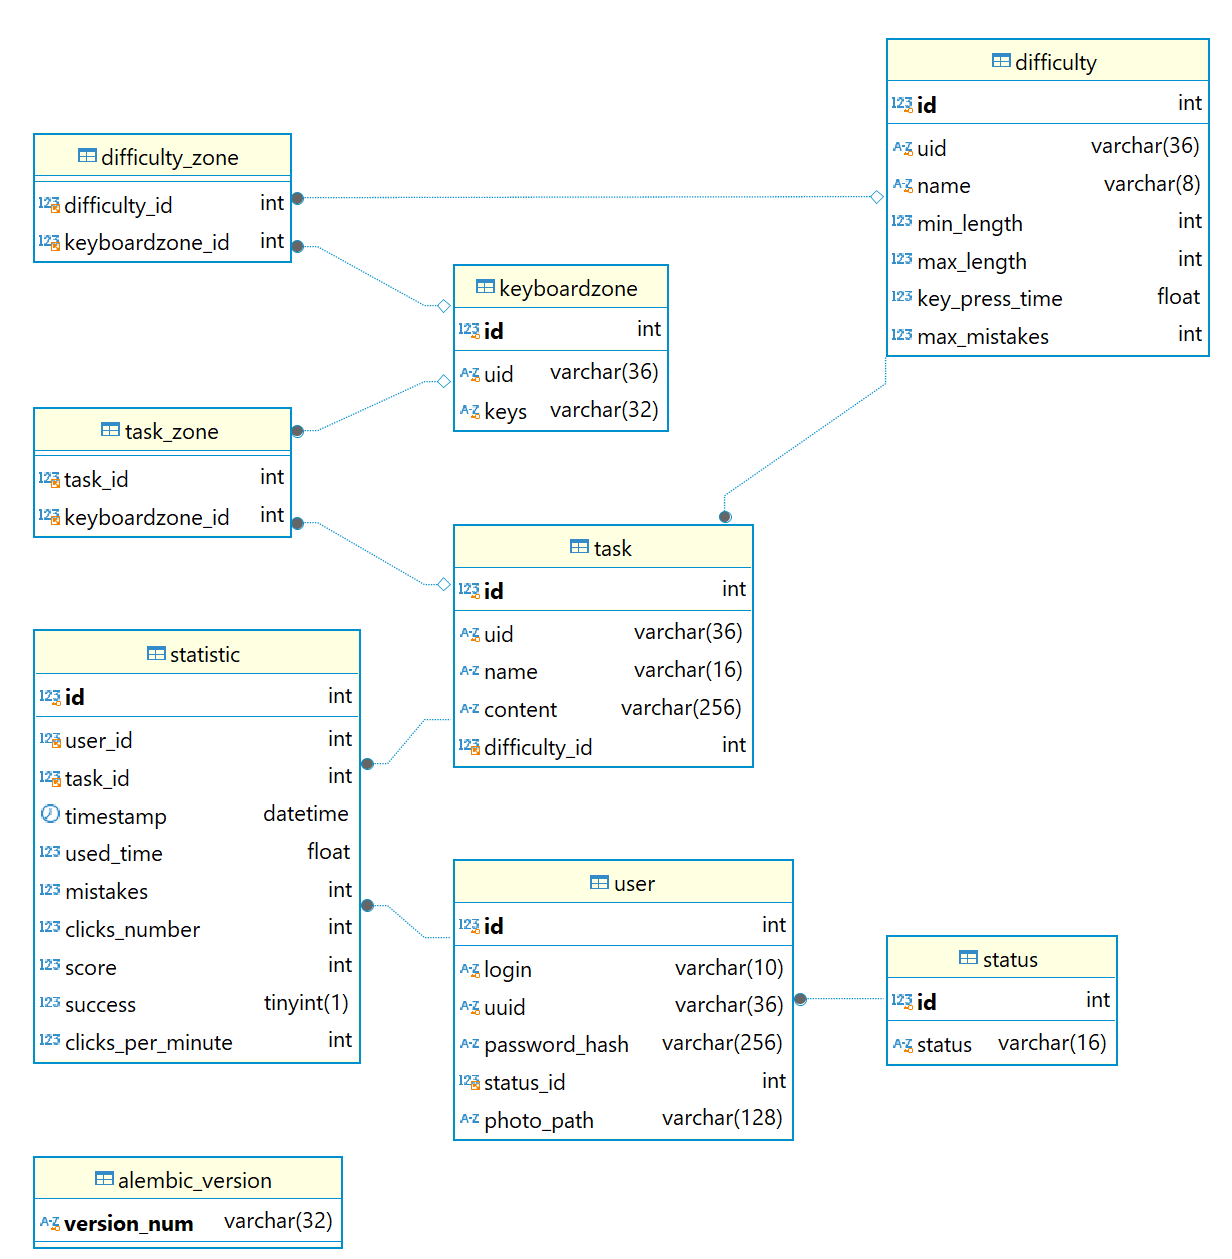 difficulty
id int
uid varchar(36)
name varchar(8)
min_length int
max_length int
key_press_time float
max_mistakes int
difficulty_zone
difficulty_id int
keyboardzone_id int
keyboardzone
id int
uid varchar(36)
keys varchar(32)
task_zone
task_id int
keyboardzone_id int
task
id int
uid varchar(36)
name varchar(16)
content varchar(256)
difficulty_id int
statistic
id int
user_id int
task_id int
timestamp datetime
used_time float
mistakes int
clicks_number int
score int
success tinyint(1)
clicks_per_minute int
user
id int
login varchar(10)
uuid varchar(36)
password_hash varchar(256)
status_id int
photo_path varchar(128)
status
id int
status varchar(16)
alembic_version
version_num varchar(32)